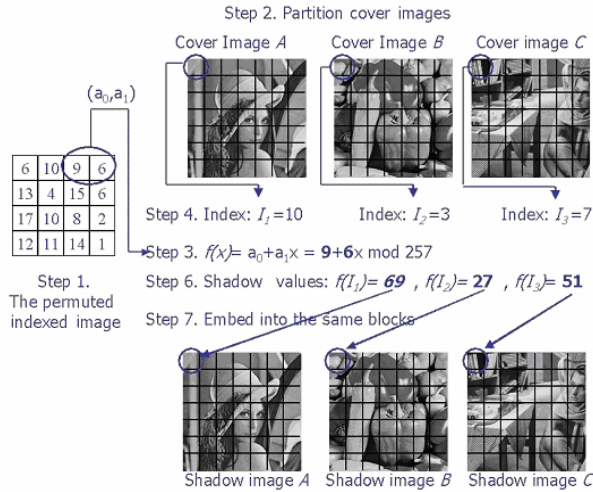 Step 2. Partition cover images
Cover Image A Cover Image B Cover image C
(a₀,a₁)
6 10 9 6
13 4 15 6
17 10 8 2
12 11 14 1
Step 4. Index: I₁=10 Index: I₂=3 Index: I₃=7
Step 3. f(x)= a₀+a₁x = 9+6x mod 257
Step 1.
The permuted
indexed image
Step 6. Shadow values: f(I₁)= 69 , f(I₂)= 27 , f(I₃)= 51
Step 7. Embed into the same blocks
Shadow image A Shadow image B Shadow image C